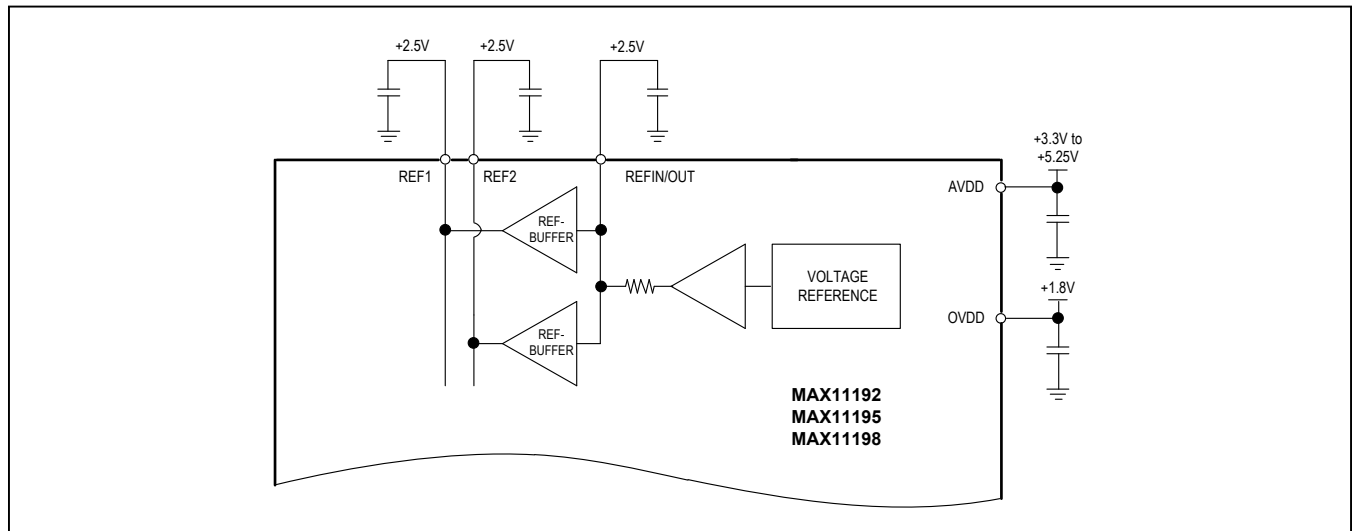 +2.5V
+2.5V
+2.5V
+3.3V to
+5.25V
REF1
REF2
REFIN/OUT
AVDD
REF-
BUFFER
VOLTAGE
REFERENCE
+1.8V
OVDD
REF-
BUFFER
MAX11192
MAX11195
MAX11198